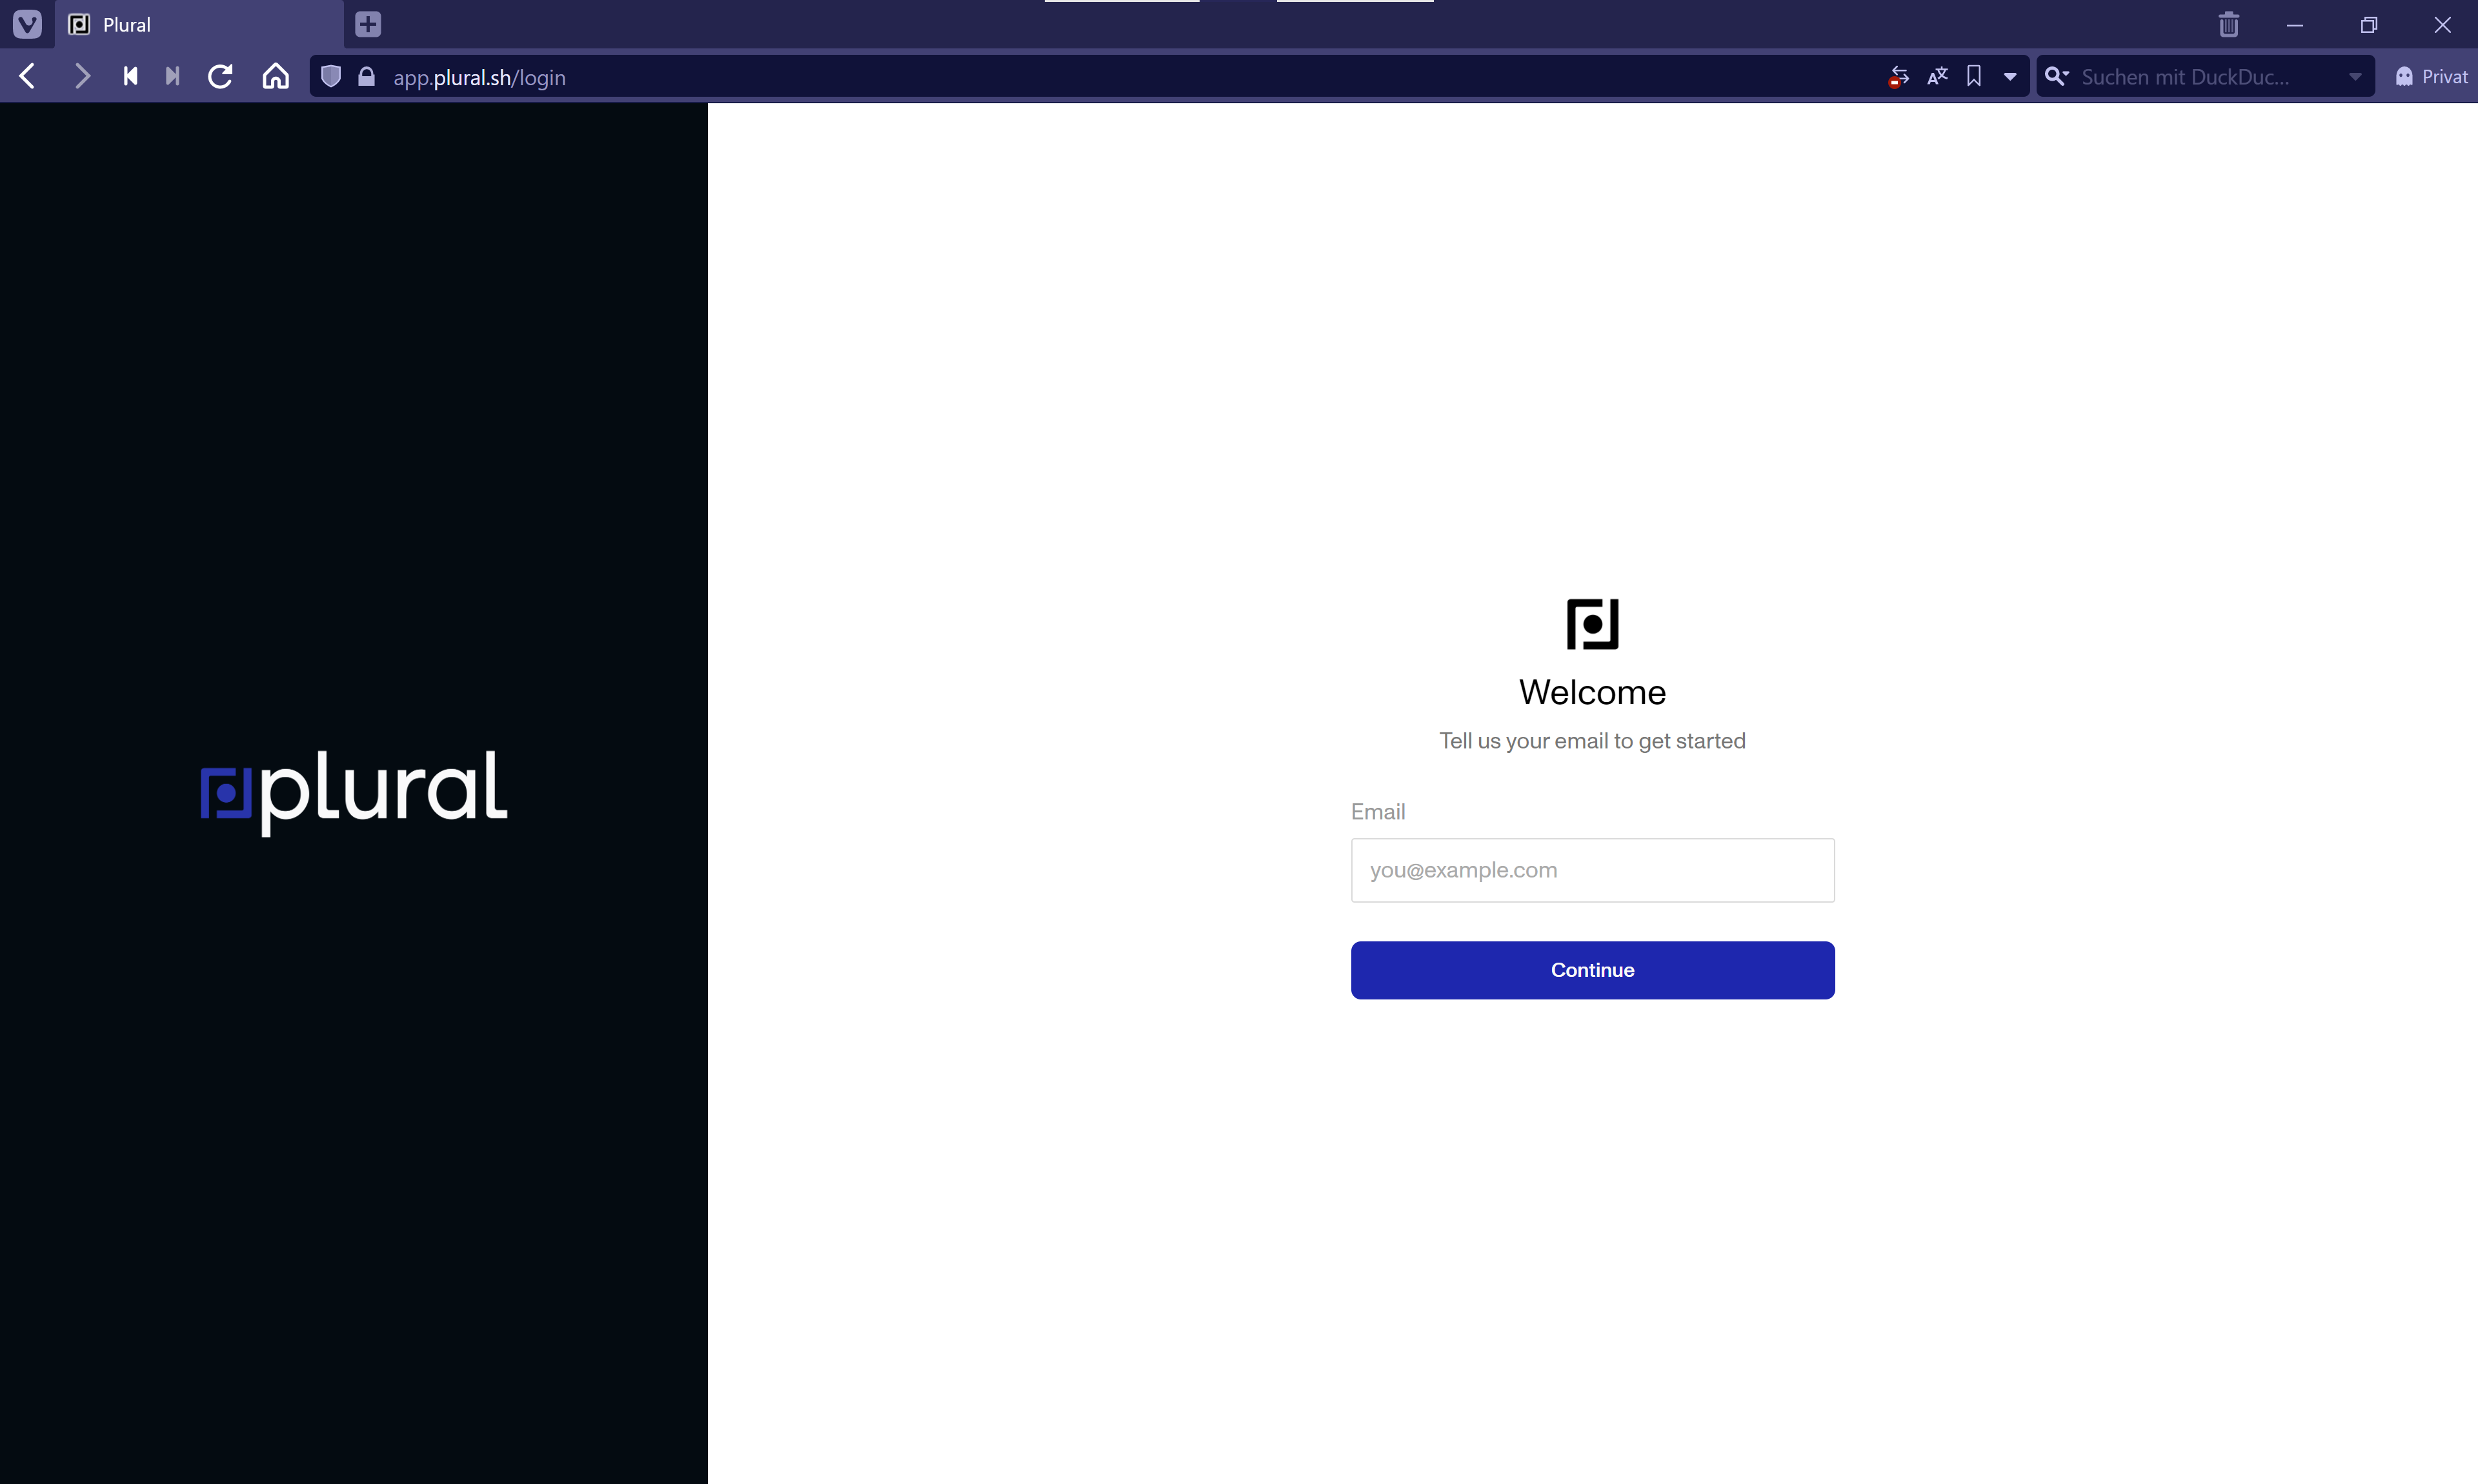 Plural
app.plural.sh/login
Suchen mit DuckDuc...
Privat
plural
Welcome
Tell us your email to get started
Email
you@example.com
Continue